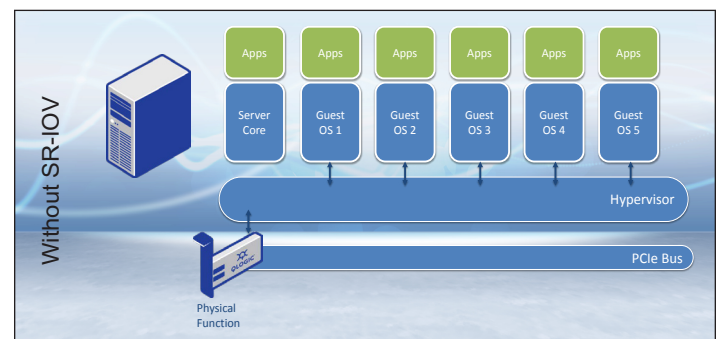 Without SR-IOV
Apps
Apps
Apps
Apps
Apps
Apps
Server
Core
Guest
OS 1
Guest
OS 2
Guest
OS 3
Guest
OS 4
Guest
OS 5
Hypervisor
PCIe Bus
QLOGIC
Physical
Function